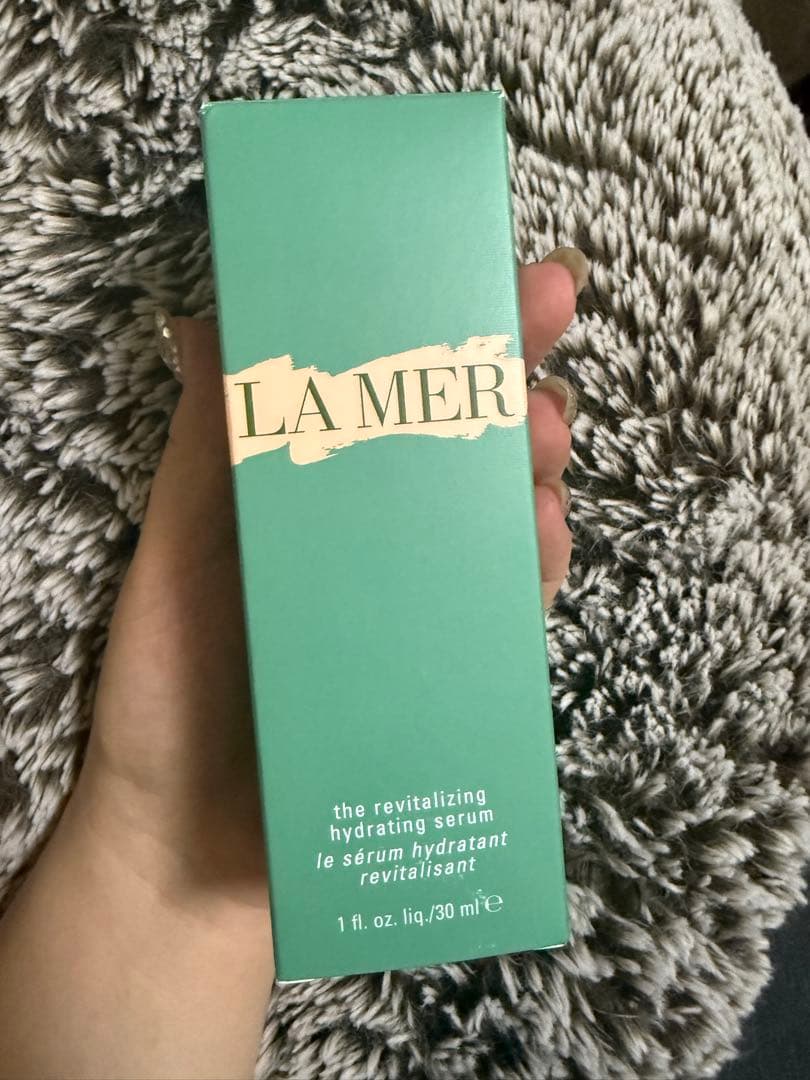 LA MER
the revitalizing
hydrating serum
le sérum hydratant
revitalisant
1 fl. oz. liq./30 ml ℮